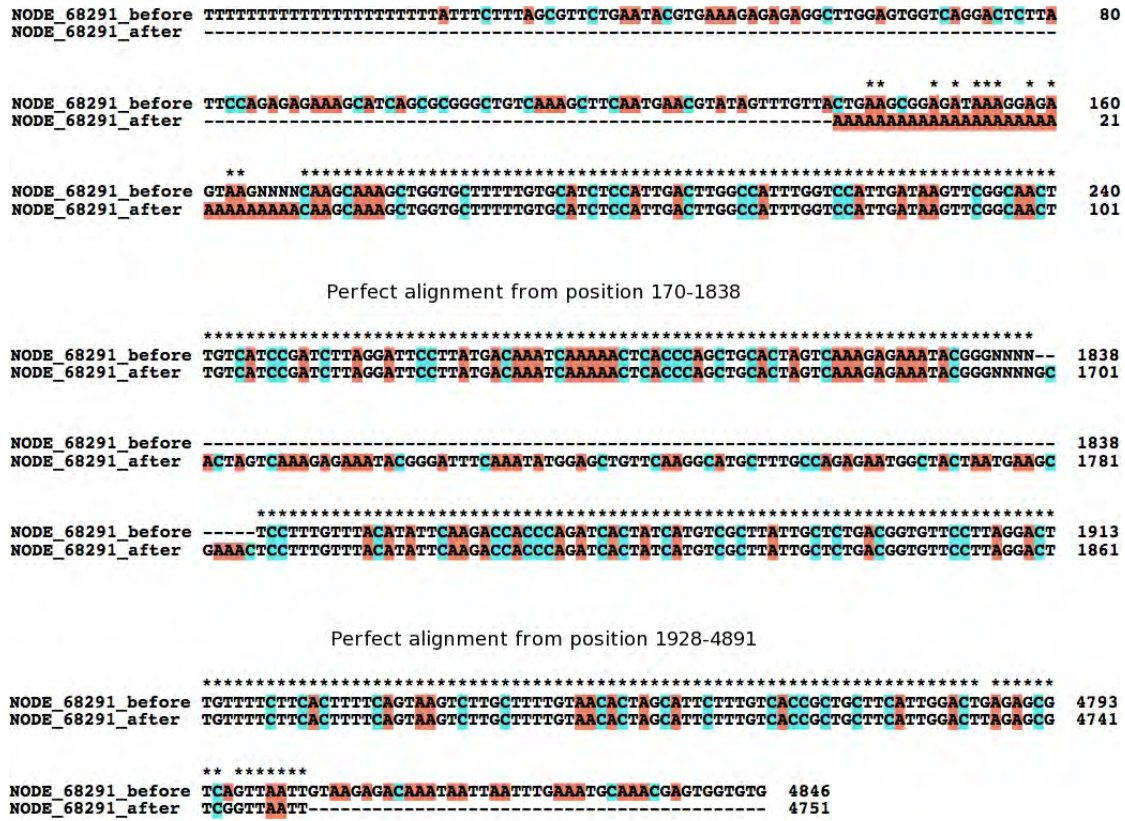 NODE_68291_before TTTTTTTTTTTTTTTTTTTTTTATTTCTTTAGCGTTCTGAATACGTGAAAGAGAGAGGCTTGGAGTGGTCAGGACTCTTA 80
NODE_68291_after --------------------------------------------------------------------------------
** * * *** * *
NODE_68291_before TTCCAGAGAGAAAGCATCAGCGCGGGCTGTCAAAGCTTCAATGAACGTATAGTTTGTTACTGAAGCGGAGATAAAGGAGA 160
NODE_68291_after -----------------------------------------------------------AAAAAAAAAAAAAAAAAAAAA 21
** ***********************************************************************
NODE_68291_before GTAAGNNNNCAAGCAAAGCTGGTGCTTTTTGTGCATCTCCATTGACTTGGCCATTTGGTCCATTGATAAGTTCGGCAACT 240
NODE_68291_after AAAAAAAAACAAGCAAAGCTGGTGCTTTTTGTGCATCTCCATTGACTTGGCCATTTGGTCCATTGATAAGTTCGGCAACT 101
Perfect alignment from position 170-1838
******************************************************************************
NODE_68291_before TGTCATCCGATCTTAGGATTCCTTATGACAAATCAAAAACTCACCCAGCTGCACTAGTCAAAGAGAAATACGGGNNNN-- 1838
NODE_68291_after TGTCATCCGATCTTAGGATTCCTTATGACAAATCAAAAACTCACCCAGCTGCACTAGTCAAAGAGAAATACGGGNNNNGC 1701
NODE_68291_before -------------------------------------------------------------------------------- 1838
NODE_68291_after ACTAGTCAAAGAGAAATACGGGATTTCAAATATGGAGCTGTTCAAGGCATGCTTTGCCAGAGAATGGCTACTAATGAAGC 1781
***************************************************************************
NODE_68291_before -----TCCTTTGTTTACATATTCAAGACCACCCAGATCACTATCATGTCGCTTATTGCTCTGACGGTGTTCCTTAGGACT 1913
NODE_68291_after GAAACTCCTTTGTTTACATATTCAAGACCACCCAGATCACTATCATGTCGCTTATTGCTCTGACGGTGTTCCTTAGGACT 1861
Perfect alignment from position 1928-4891
************************************************************************* ******
NODE_68291_before TGTTTTCTTCACTTTTCAGTAAGTCTTGCTTTTGTAACACTAGCATTCTTTGTCACCGCTGCTTCATTGGACTGAGAGCG 4793
NODE_68291_after TGTTTTCTTCACTTTTCAGTAAGTCTTGCTTTTGTAACACTAGCATTCTTTGTCACCGCTGCTTCATTGGACTTAGAGCG 4741
** *******
NODE_68291_before TCAGTTAATTGTAAGAGACAAATAATTAATTTGAAATGCAAACGAGTGGTGTG 4846
NODE_68291_after TCGGTTAATT------------------------------------------- 4751